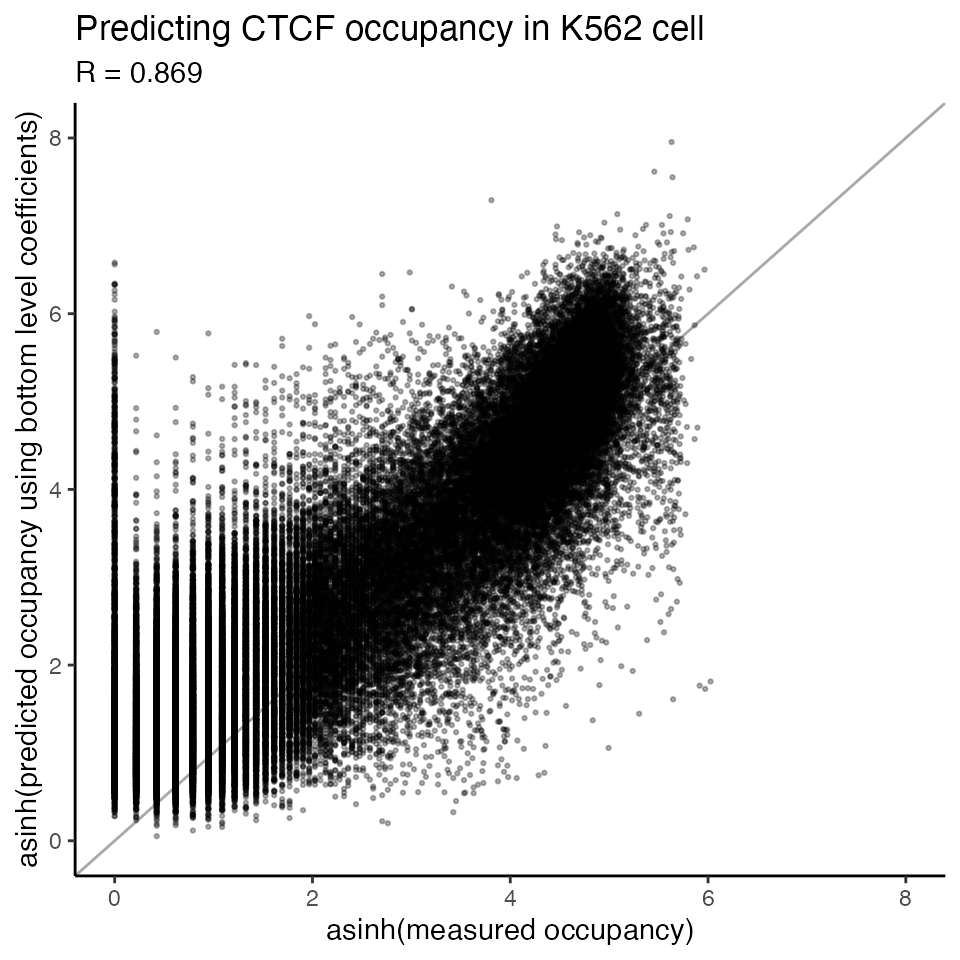 Predicting CTCF occupancy in K562 cell
R = 0.869
asinh(predicted occupancy using bottom level coefficients)
8
6
4
2
0
0 2 4 6 8
asinh(measured occupancy)